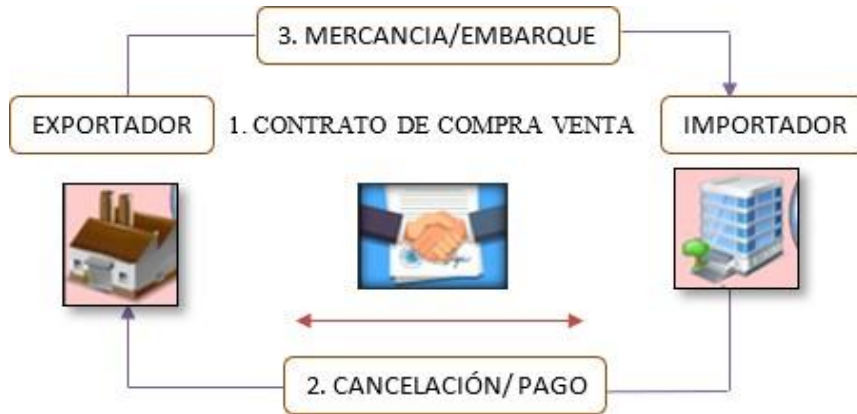 3. MERCANCIA/EMBARQUE
EXPORTADOR
1. CONTRATO DE COMPRA VENTA
IMPORTADOR
2. CANCELACIÓN/ PAGO